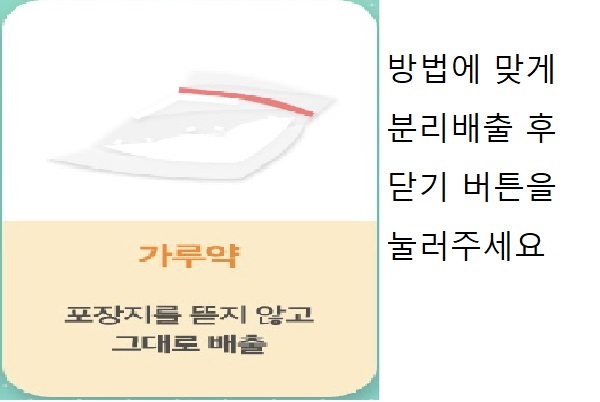 가루약
포장지를 뜯지 않고
그대로 배출
방법에 맞게
분리배출 후
닫기 버튼을
눌러주세요